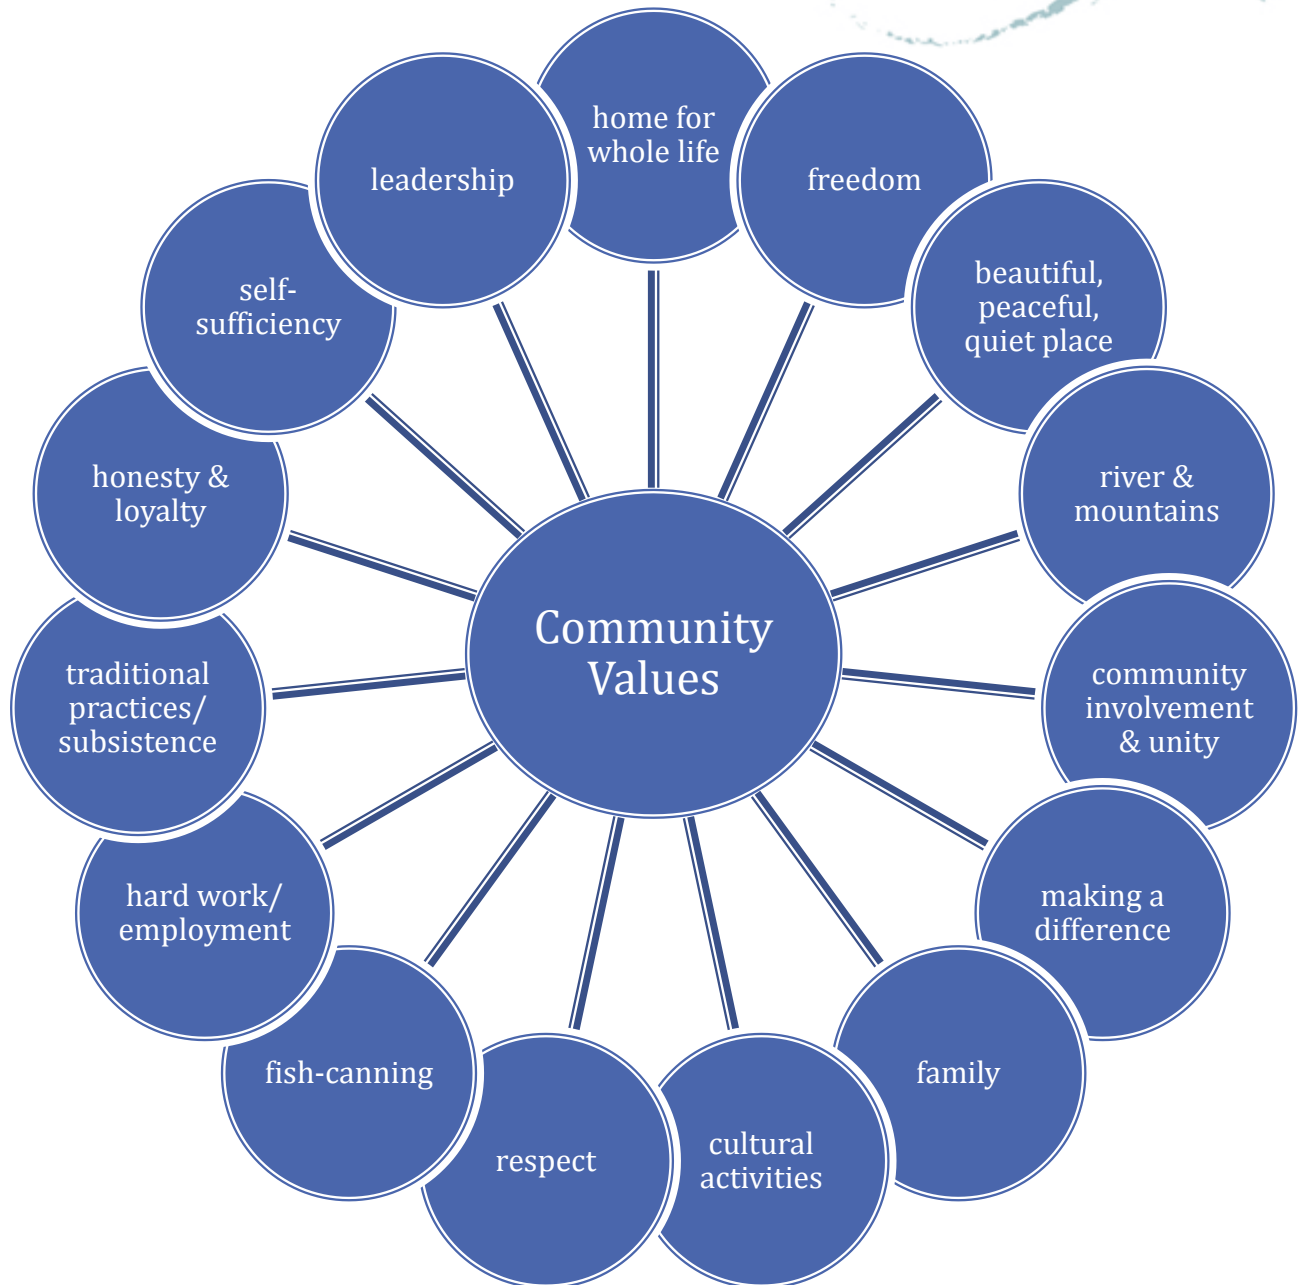 home for
whole life
freedom
beautiful,
peaceful,
quiet place
river &
mountains
community
involvement
& unity
making a
difference
family
cultural
activities
respect
fish-canning
hard work/
employment
traditional
practices/
subsistence
honesty &
loyalty
self-
sufficiency
leadership
Community
Values